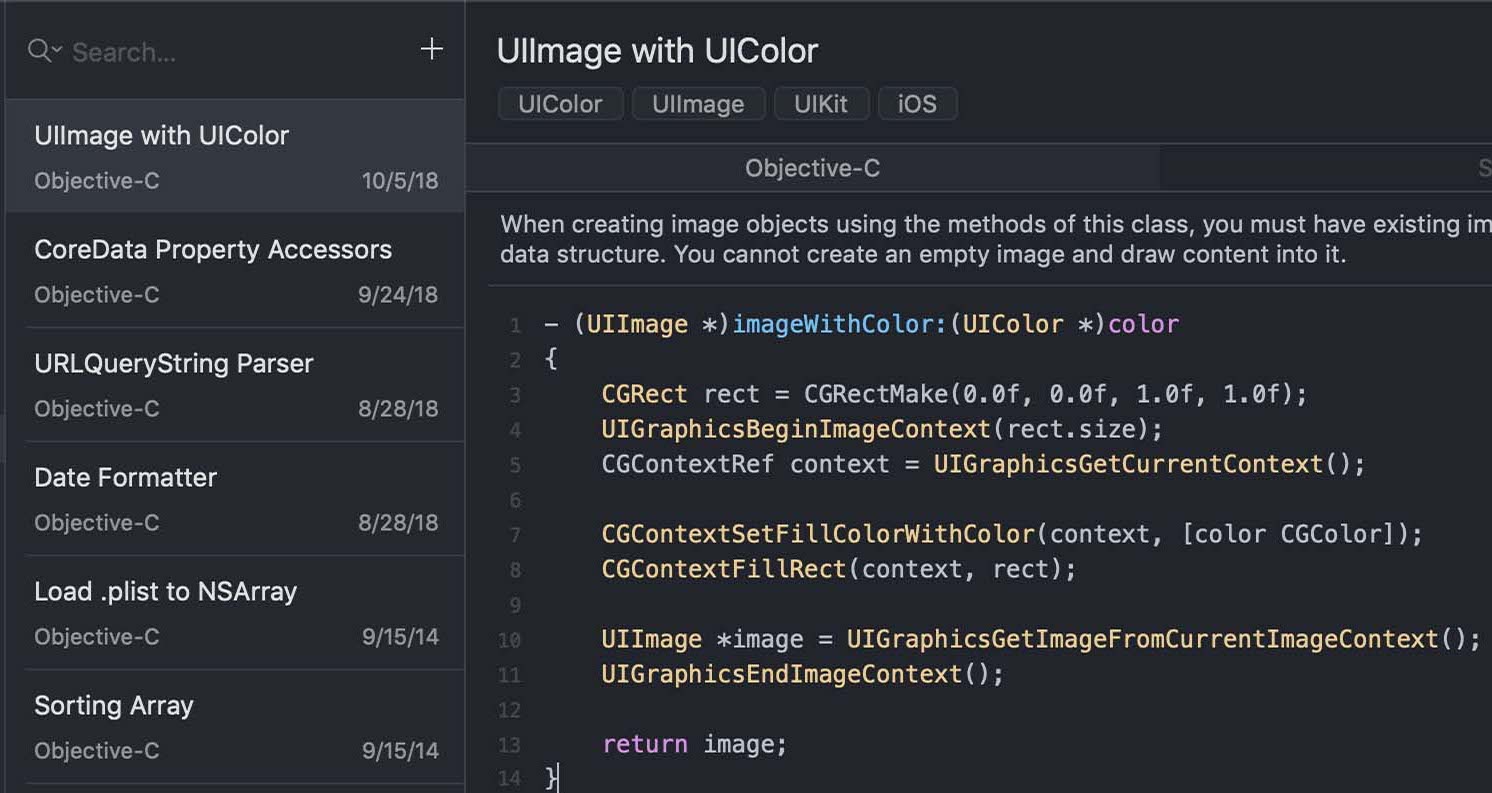 Search...
+
UIImage with UIColor
Objective-C 10/5/18
CoreData Property Accessors
Objective-C 9/24/18
URLQueryString Parser
Objective-C 8/28/18
Date Formatter
Objective-C 8/28/18
Load .plist to NSArray
Objective-C 9/15/14
Sorting Array
Objective-C 9/15/14
UIImage with UIColor
UIColor UIImage UIKit iOS
Objective-C
When creating image objects using the methods of this class, you must have existing
data structure. You cannot create an empty image and draw content into it.
1 - (UIImage *)imageWithColor:(UIColor *)color
2 {
3 CGRect rect = CGRectMake(0.0f, 0.0f, 1.0f, 1.0f);
4 UIGraphicsBeginImageContext(rect.size);
5 CGContextRef context = UIGraphicsGetCurrentContext();
6
7 CGContextSetFillColorWithColor(context, [color CGColor]);
8 CGContextFillRect(context, rect);
9
10 UIImage *image = UIGraphicsGetImageFromCurrentImageContext();
11 UIGraphicsEndImageContext();
12
13 return image;
14 }